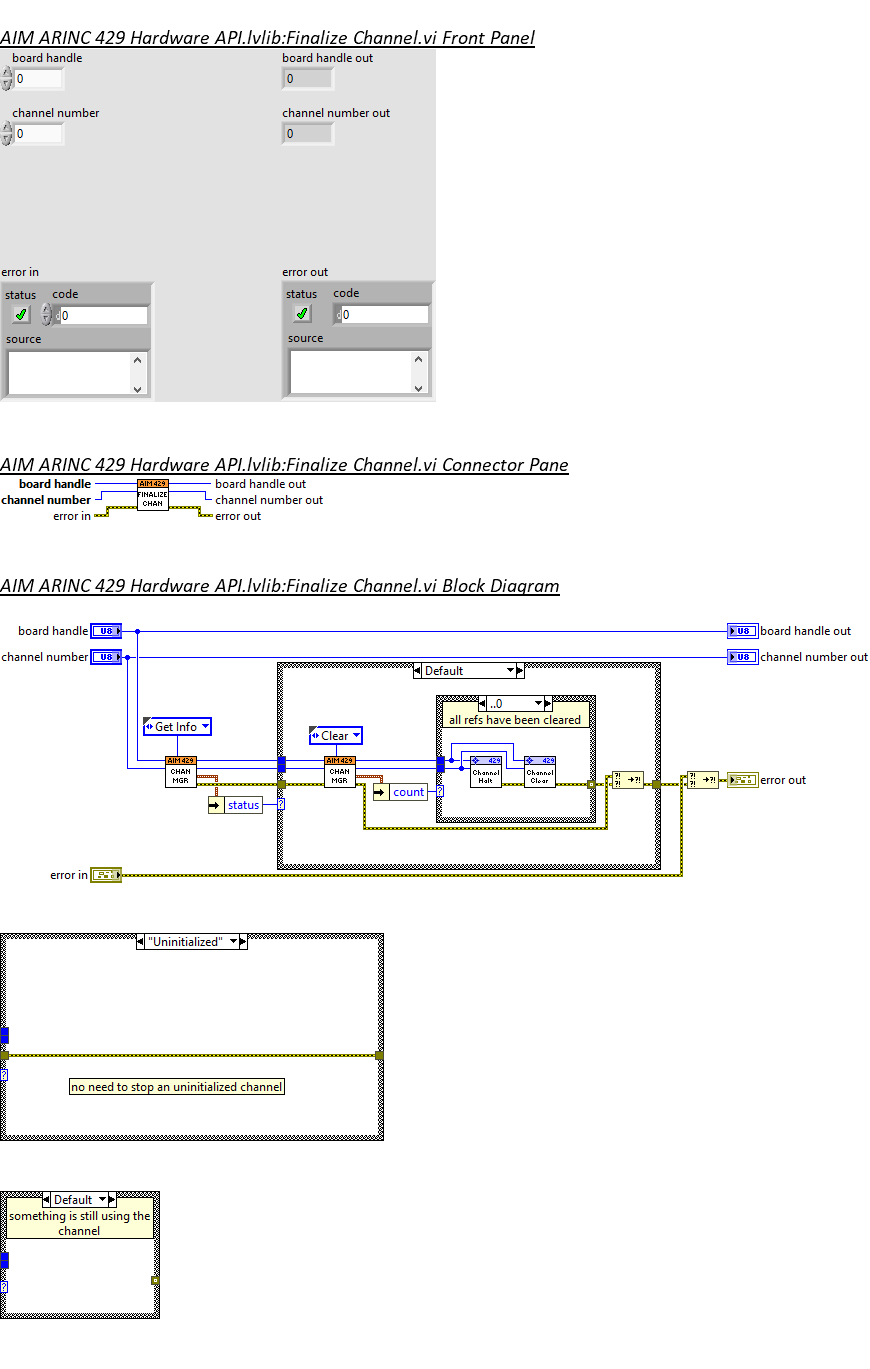 AIM ARINC 429 Hardware API.lvlib:Finalize Channel.vi Front Panel
board handle
board handle out
0
0
channel number
channel number out
0
0
error in
error out
status code
status code
d 0
d 0
source
source
AIM ARINC 429 Hardware API.lvlib:Finalize Channel.vi Connector Pane
board handle
AIM 429
board handle out
channel number
FINALIZE
channel number out
CHAN
error in
error out
AIM ARINC 429 Hardware API.lvlib:Finalize Channel.vi Block Diagram
board handle
U8
U8
board handle out
channel number
U8
U8
channel number out
Default
..0
all refs have been cleared
Get Info
Clear
AIM 429
CHAN
MGR
AIM 429
CHAN
MGR
429
Channel
Halt
429
Channel
Clear
?!
?! →?!
?!
?! →?!
error out
status
?
count
?
error in
"Uninitialized"
?
no need to stop an uninitialized channel
Default
something is still using the
channel
?